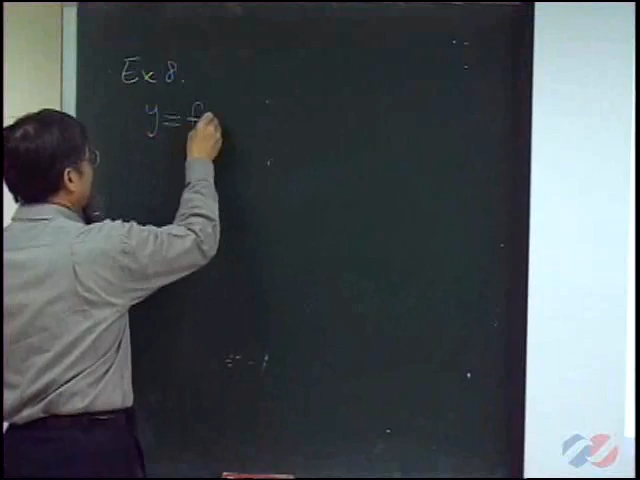 Ex 8.
y = f